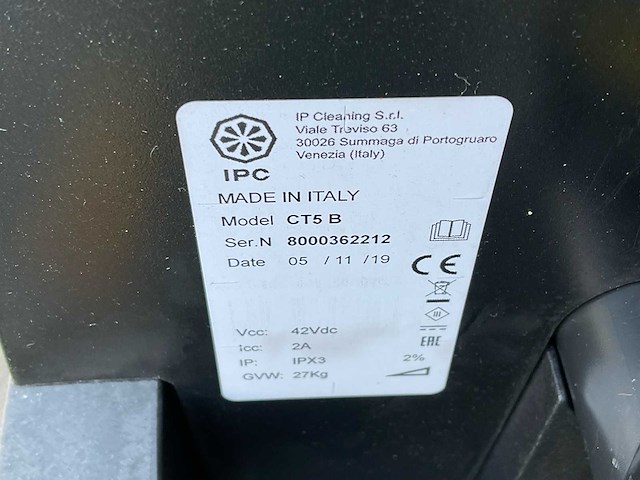 IP Cleaning S.r.l.
Viale Treviso 63
30026 Summaga di Portogruaro
Venezia (Italy)
IPC
MADE IN ITALY
Model CT5 B
Ser.N 8000362212
Date 05 / 11 / 19
CE
Vcc: 42Vdc
Icc: 2A
IP: IPX3
GVW: 27Kg
III
EAC
2%